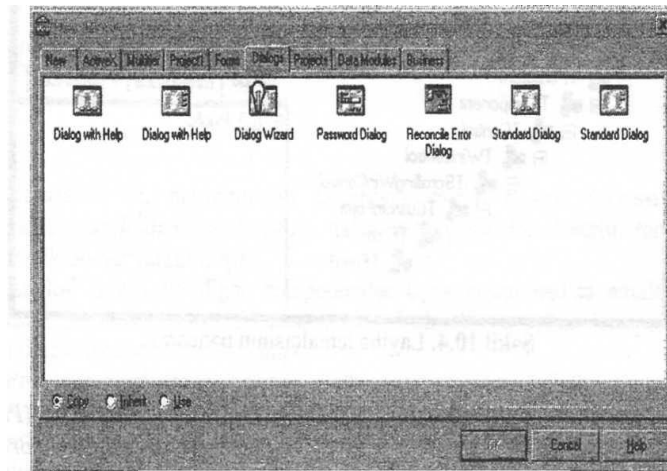 New ActiveX Multitier Project1 Forms Dialogs Projects Data Modules Business
Dialog with Help Dialog with Help Dialog Wizard Password Dialog Reconcile Error Dialog Standard Dialog Standard Dialog
Copy Inherit Use
Cancel Help